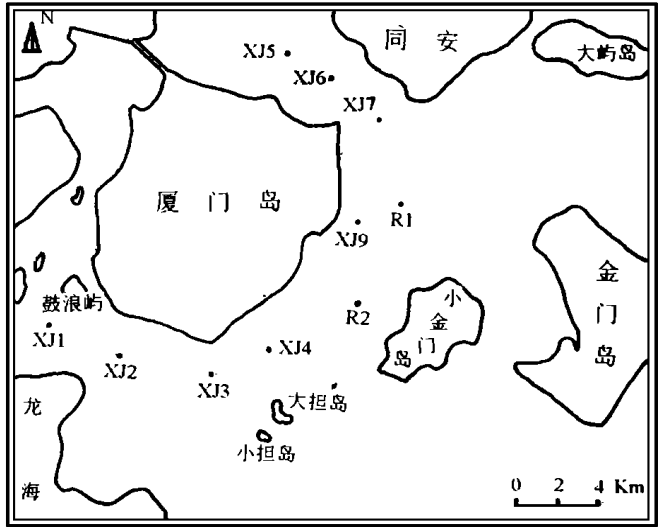 N
同 安
大屿岛
XJ5
XJ6
XJ7
厦 门 岛
R1
XJ9
金
门
岛
鼓浪屿
R2
小
金
门
岛
XJ1
XJ2
XJ4
XJ3
大担岛
小担岛
龙
海
0 2 4 Km